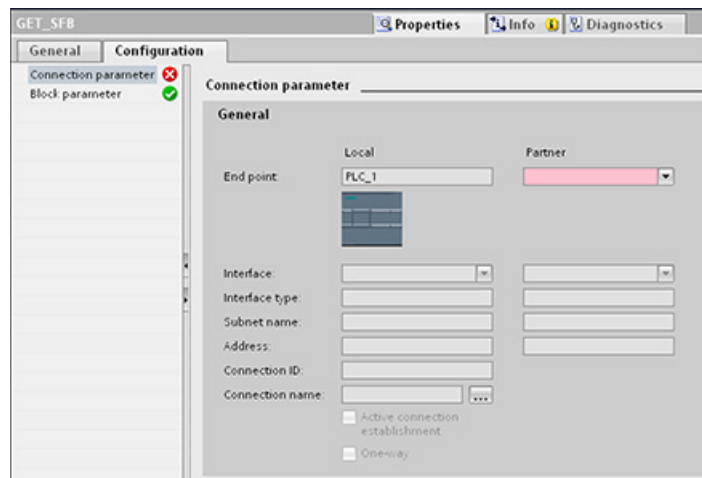 GET_SFB Properties Info Diagnostics
General Configuration
Connection parameter
Block parameter
Connection parameter
General
Local Partner
End point: PLC_1
Interface:
Interface type:
Subnet name:
Address:
Connection ID:
Connection name: ...
Active connection
establishment
One-way